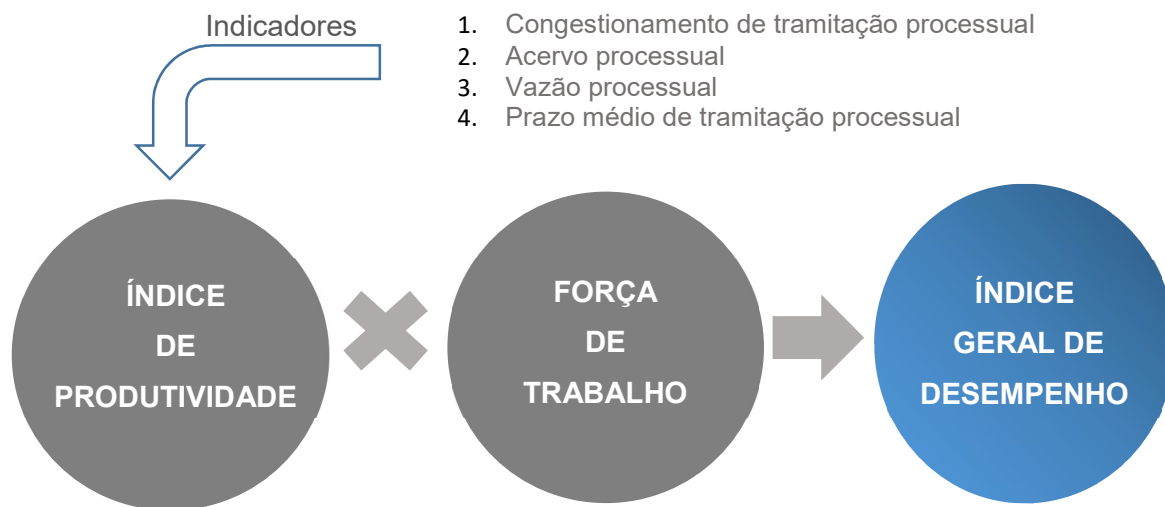 Indicadores
1. Congestionamento de tramitação processual
2. Acervo processual
3. Vazão processual
4. Prazo médio de tramitação processual
ÍNDICE
DE
PRODUTIVIDADE
FORÇA
DE
TRABALHO
ÍNDICE
GERAL DE
DESEMPENHO